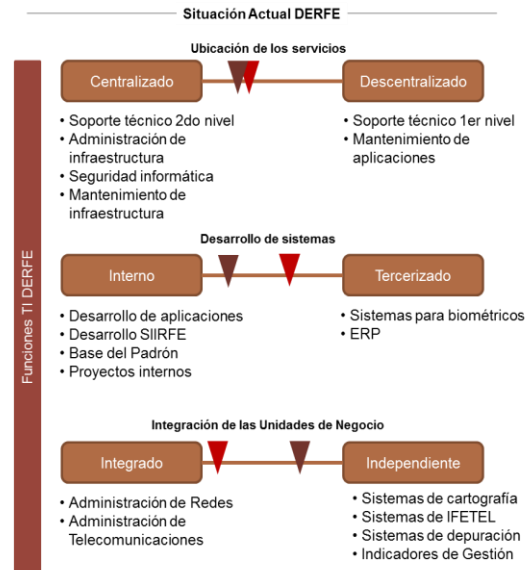 Situación Actual DERFE
Ubicación de los servicios
Centralizado
Descentralizado
• Soporte técnico 2do nivel
• Administración de
infraestructura
• Seguridad informática
• Mantenimiento de
infraestructura
• Soporte técnico 1er nivel
• Mantenimiento de
aplicaciones
Desarrollo de sistemas
Interno
Tercerizado
• Desarrollo de aplicaciones
• Desarrollo SIIRFE
• Base del Padrón
• Proyectos internos
• Sistemas para biométricos
• ERP
Integración de las Unidades de Negocio
Integrado
Independiente
• Administración de Redes
• Administración de
Telecomunicaciones
• Sistemas de cartografía
• Sistemas de IFETEL
• Sistemas de depuración
• Indicadores de Gestión
Funciones TI DERFE